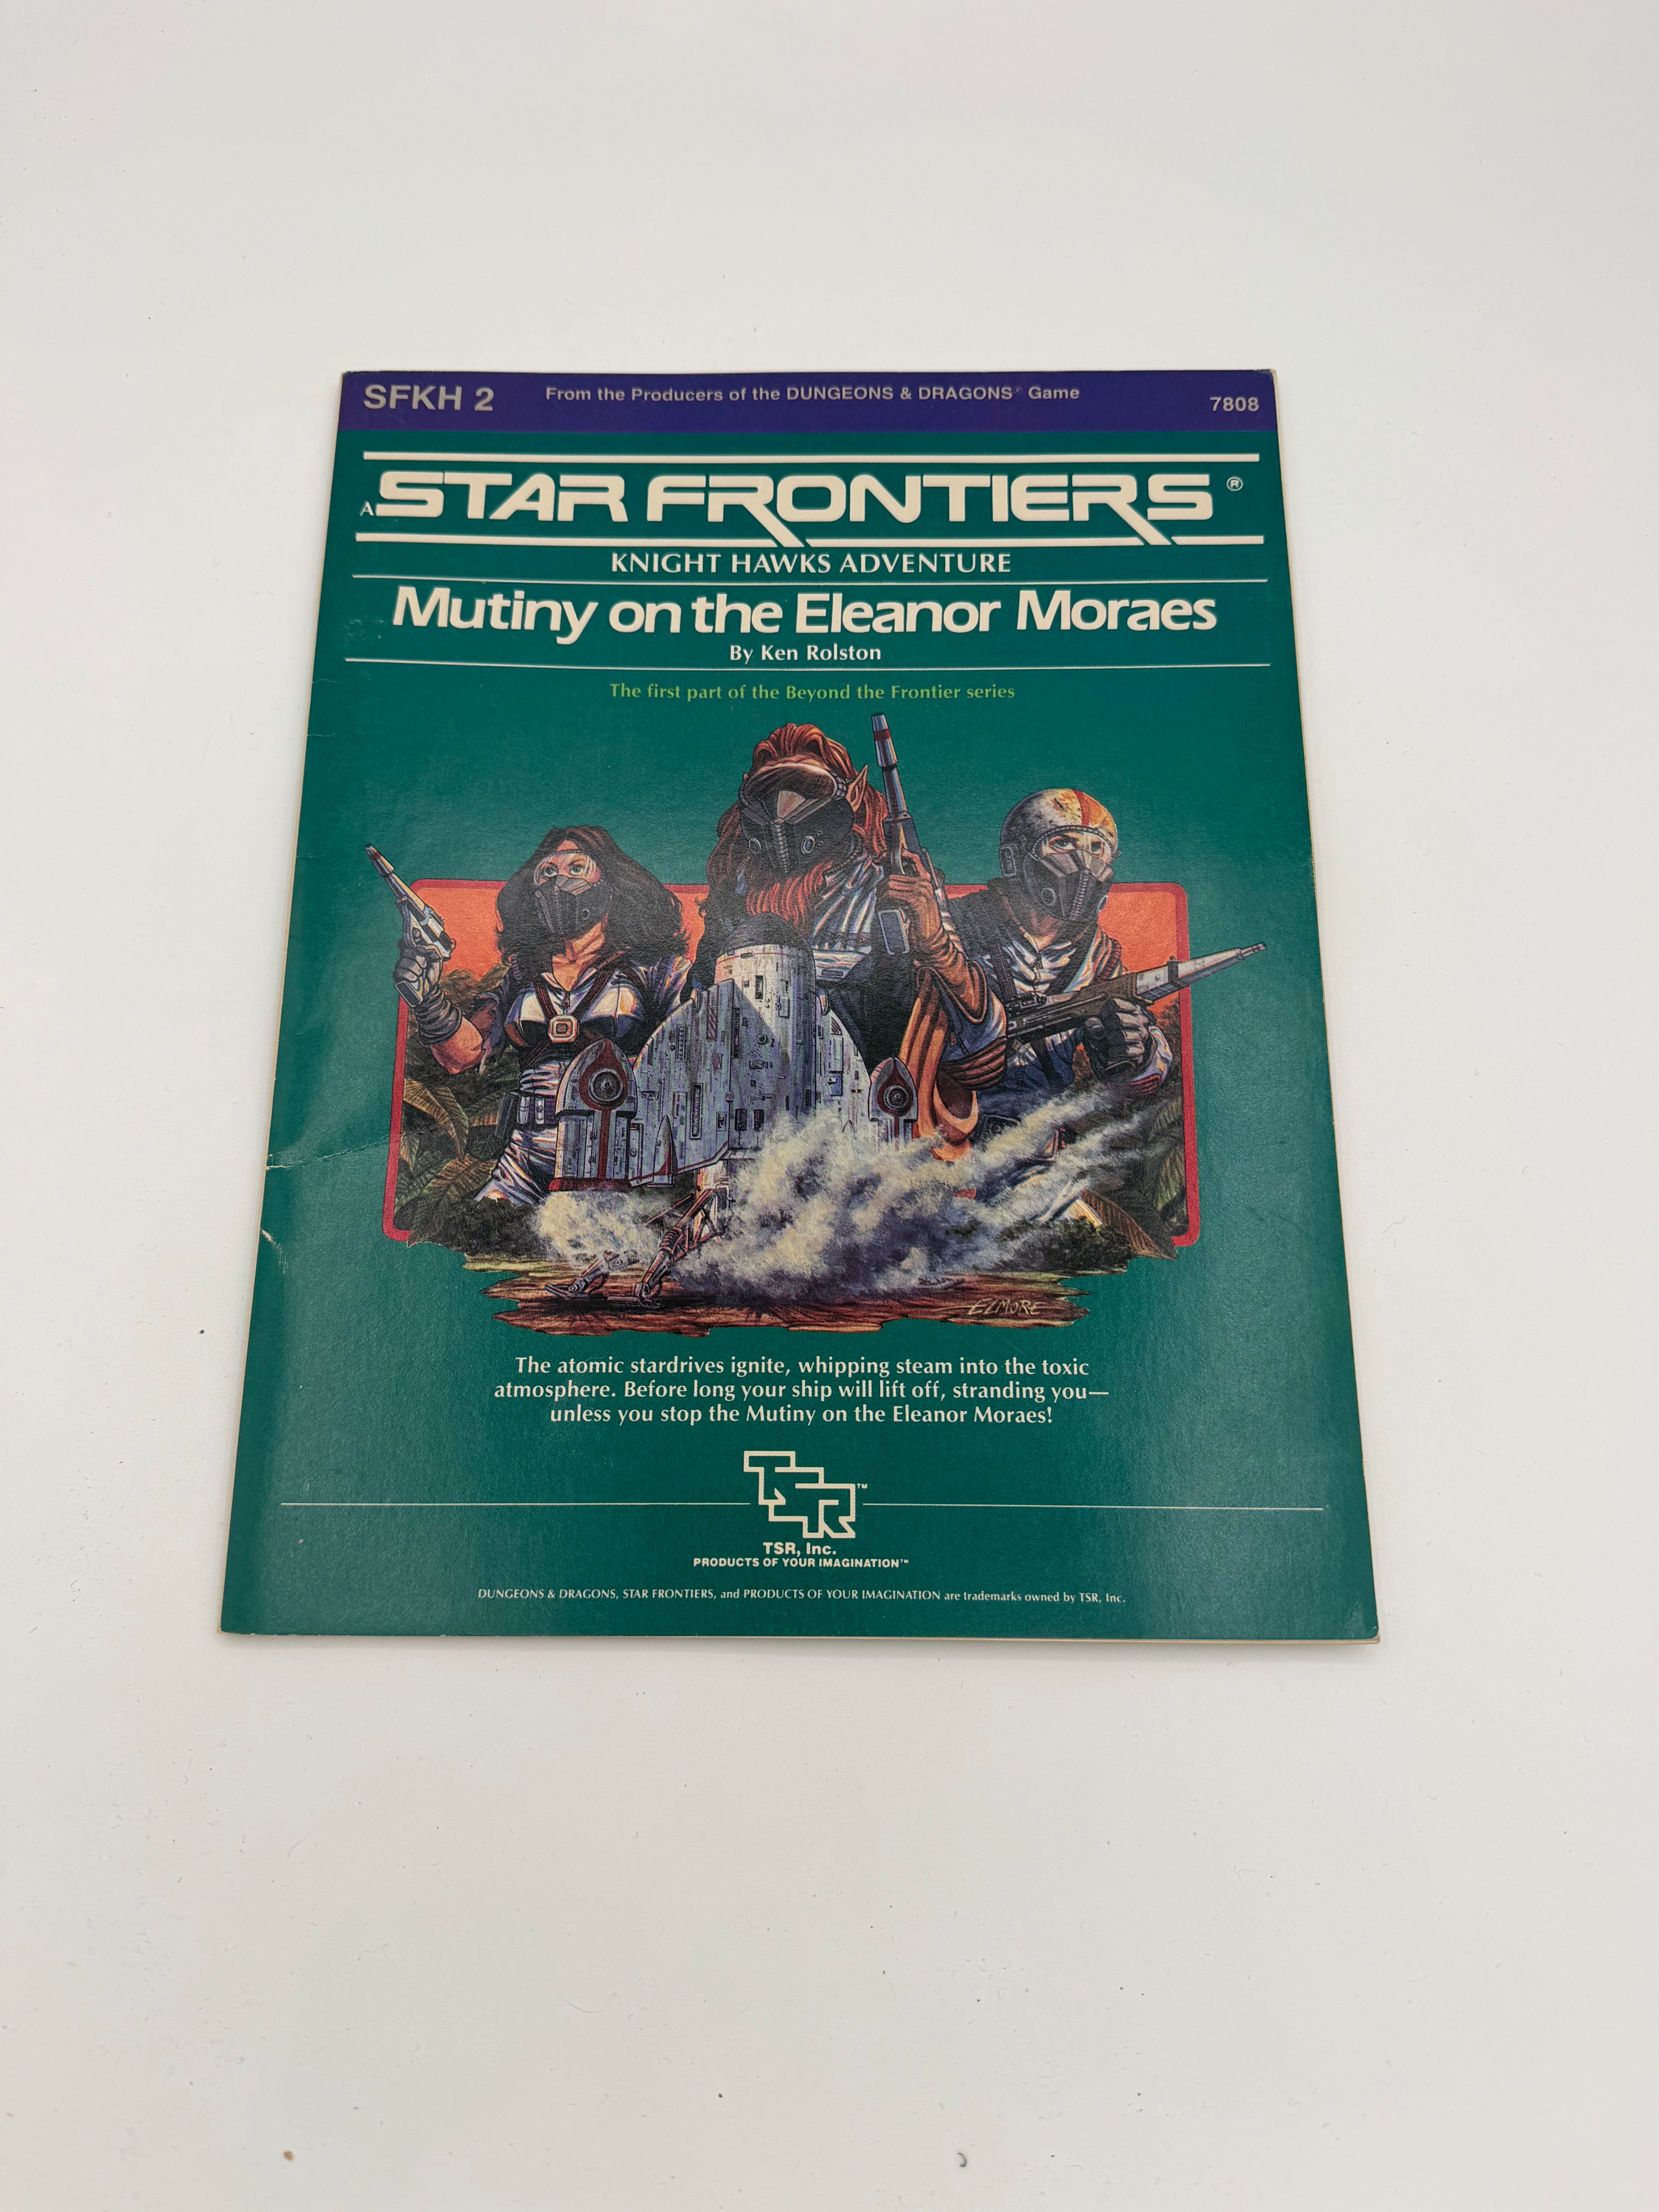 SFKH 2
From the Producers of the DUNGEONS & DRAGONS® Game
7808
A STAR FRONTIERS®
KNIGHT HAWKS ADVENTURE
Mutiny on the Eleanor Moraes
By Ken Rolston
The first part of the Beyond the Frontier series
ELMORE
The atomic stardrives ignite, whipping steam into the toxic
atmosphere. Before long your ship will lift off, stranding you—
unless you stop the Mutiny on the Eleanor Moraes!
TSR™
TSR, Inc.
PRODUCTS OF YOUR IMAGINATION™
DUNGEONS & DRAGONS, STAR FRONTIERS, and PRODUCTS OF YOUR IMAGINATION are trademarks owned by TSR, Inc.